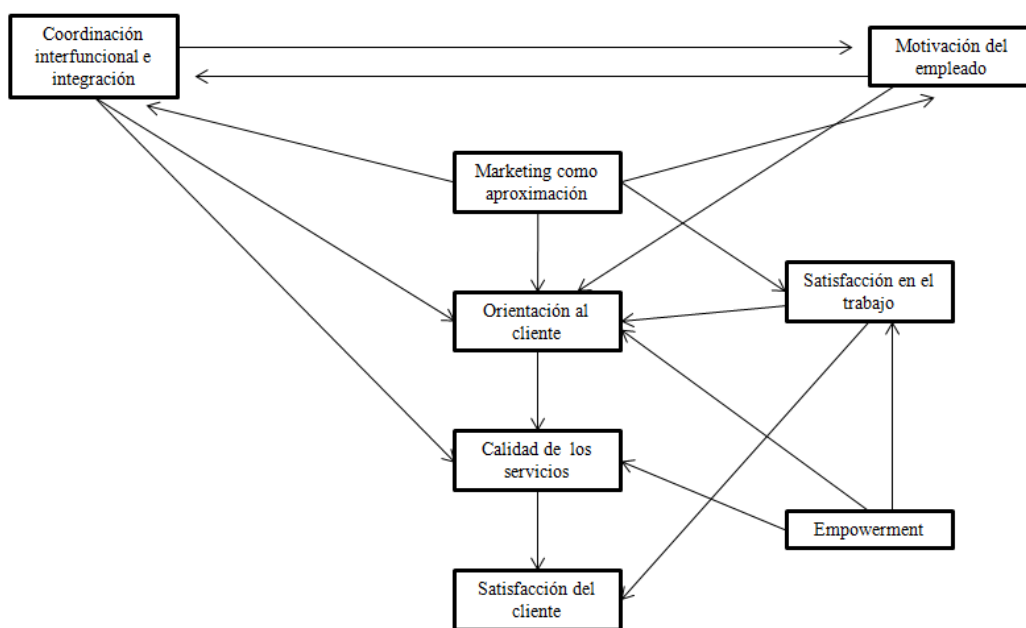 Coordinación
interfuncional e
integración
Motivación del
empleado
Marketing como
aproximación
Satisfacción en el
trabajo
Orientación al
cliente
Calidad de los
servicios
Empowerment
Satisfacción del
cliente